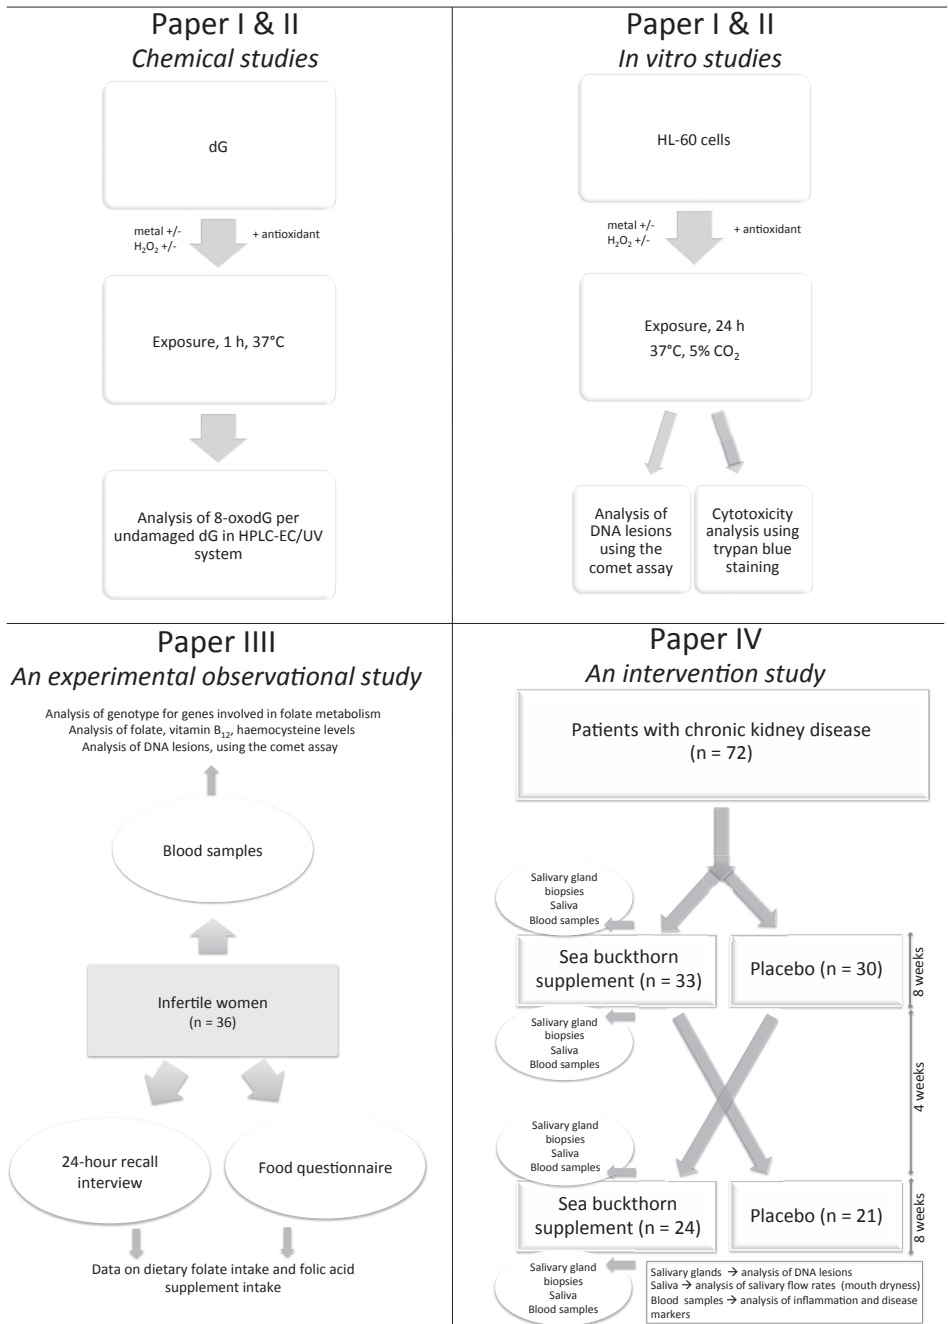 Paper I & II
Chemical studies
dG
metal +/-
H₂O₂ +/-
+ antioxidant
Exposure, 1 h, 37°C
Analysis of 8-oxodG per
undamaged dG in HPLC-EC/UV
system
Paper I & II
In vitro studies
HL-60 cells
metal +/-
H₂O₂ +/-
+ antioxidant
Exposure, 24 h
37°C, 5% CO₂
Analysis of
DNA lesions
using the
comet assay
Cytotoxicity
analysis using
trypan blue
staining
Paper IIII
An experimental observational study
Analysis of genotype for genes involved in folate metabolism
Analysis of folate, vitamin B₁₂, haemocysteine levels
Analysis of DNA lesions, using the comet assay
Blood samples
Infertile women
(n = 36)
24-hour recall
interview
Food questionnaire
Data on dietary folate intake and folic acid
supplement intake
Paper IV
An intervention study
Patients with chronic kidney disease
(n = 72)
Salivary gland
biopsies
Saliva
Blood samples
Sea buckthorn
supplement (n = 33)
Placebo (n = 30)
8 weeks
Salivary gland
biopsies
Saliva
Blood samples
4 weeks
Salivary gland
biopsies
Saliva
Blood samples
Sea buckthorn
supplement (n = 24)
Placebo (n = 21)
8 weeks
Salivary gland
biopsies
Saliva
Blood samples
Salivary glands → analysis of DNA lesions
Saliva → analysis of salivary flow rates (mouth dryness)
Blood samples → analysis of inflammation and disease
markers